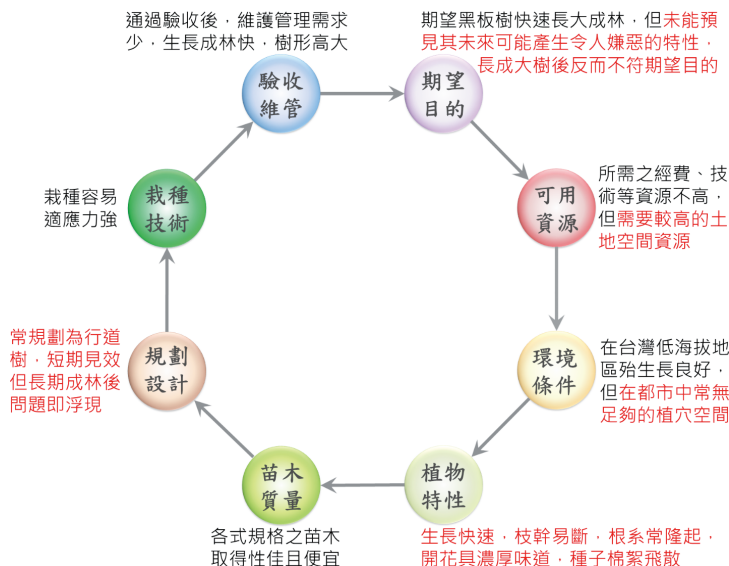 通過驗收後，維護管理需求
少，生長成林快，樹形高大
期望黑板樹快速長大成林，但未能預
見其未來可能產生令人嫌惡的特性，
長成大樹後反而不符期望目的
驗收
維管
期望
目的
栽種容易
適應力強
栽種
技術
可用
資源
所需之經費、技
術等資源不高，
但需要較高的土
地空間資源
常規劃為行道
樹，短期見效
但長期成林後
問題即浮現
規劃
設計
環境
條件
在台灣低海拔地
區殆生長良好，
但在都市中常無
足夠的植穴空間
苗木
質量
植物
特性
各式規格之苗木
取得性佳且便宜
生長快速，枝幹易斷，根系常隆起，
開花具濃厚味道，種子棉絮飛散